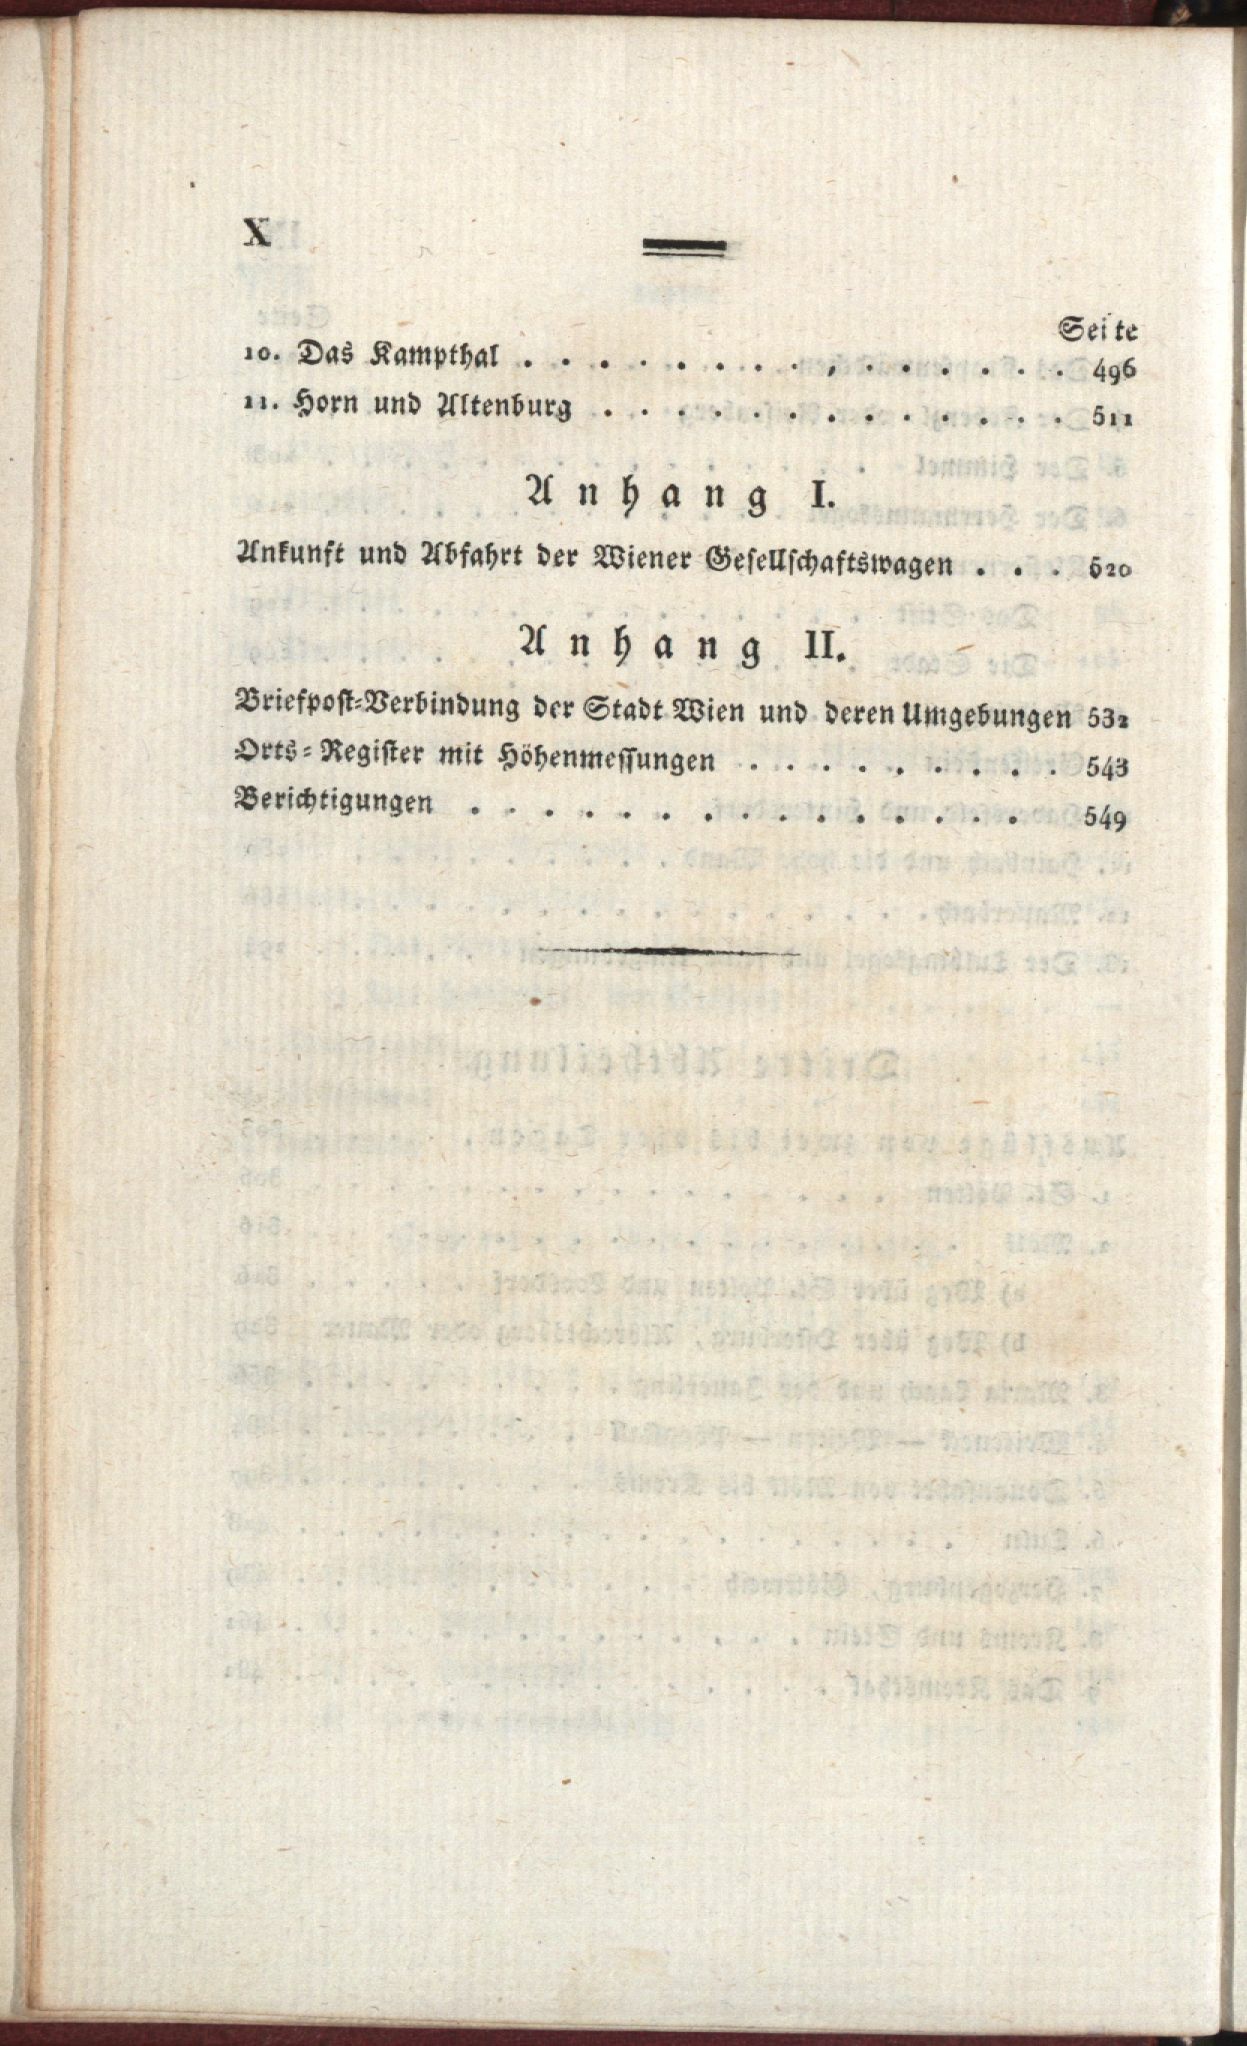 X
Seite
10. Das Kampthal . . . . . . . . , . . . . . . 496
11. Horn und Altenburg . . . . . . . . . . . . . 511
Anhang I.
Ankunft und Abfahrt der Wiener Gesellschaftswagen . . . 520
Anhang II.
Briefpost=Verbindung der Stadt Wien und deren Umgebungen 532
Orts=Register mit Höhenmessungen . . . . . . . . . 543
Berichtigungen . . . . . . . . . . . . . . . 549